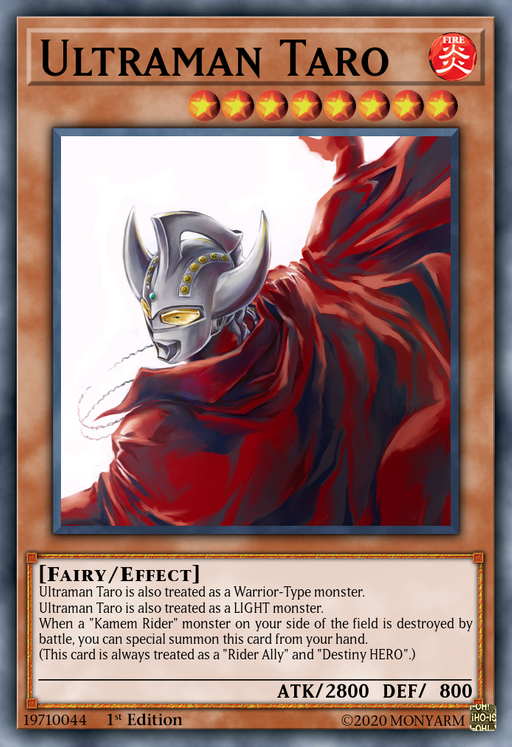 ULTRAMAN TARO
FIRE
炎
[FAIRY/EFFECT]
Ultraman Taro is also treated as a Warrior-Type monster.
Ultraman Taro is also treated as a LIGHT monster.
When a "Kamem Rider" monster on your side of the field is destroyed by
battle, you can special summon this card from your hand.
(This card is always treated as a "Rider Ally" and "Destiny HERO".)
ATK/2800 DEF/ 800
19710044 1st Edition ©2020 MONYARM